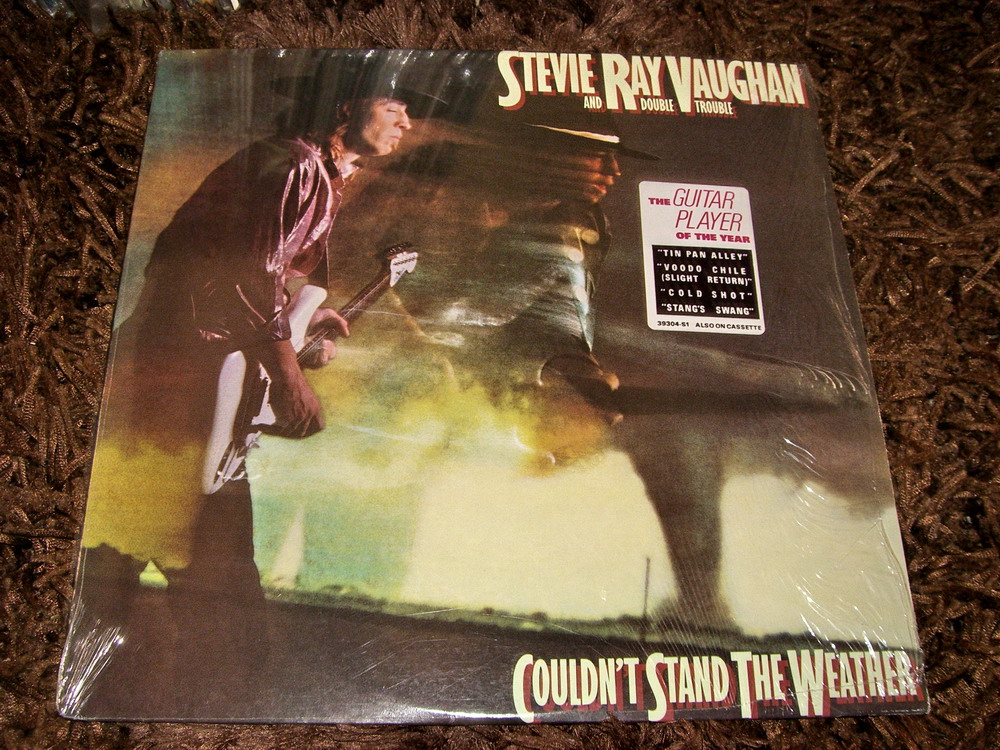 STEVIE RAY VAUGHAN
AND DOUBLE TROUBLE
THE GUITAR
PLAYER
OF THE YEAR
"TIN PAN ALLEY"
"VOODO CHILE
(SLIGHT RETURN)"
"COLD SHOT"
"STANG'S SWANG"
39304-S1 ALSO ON CASSETTE
COULDN'T STAND THE WEATHER